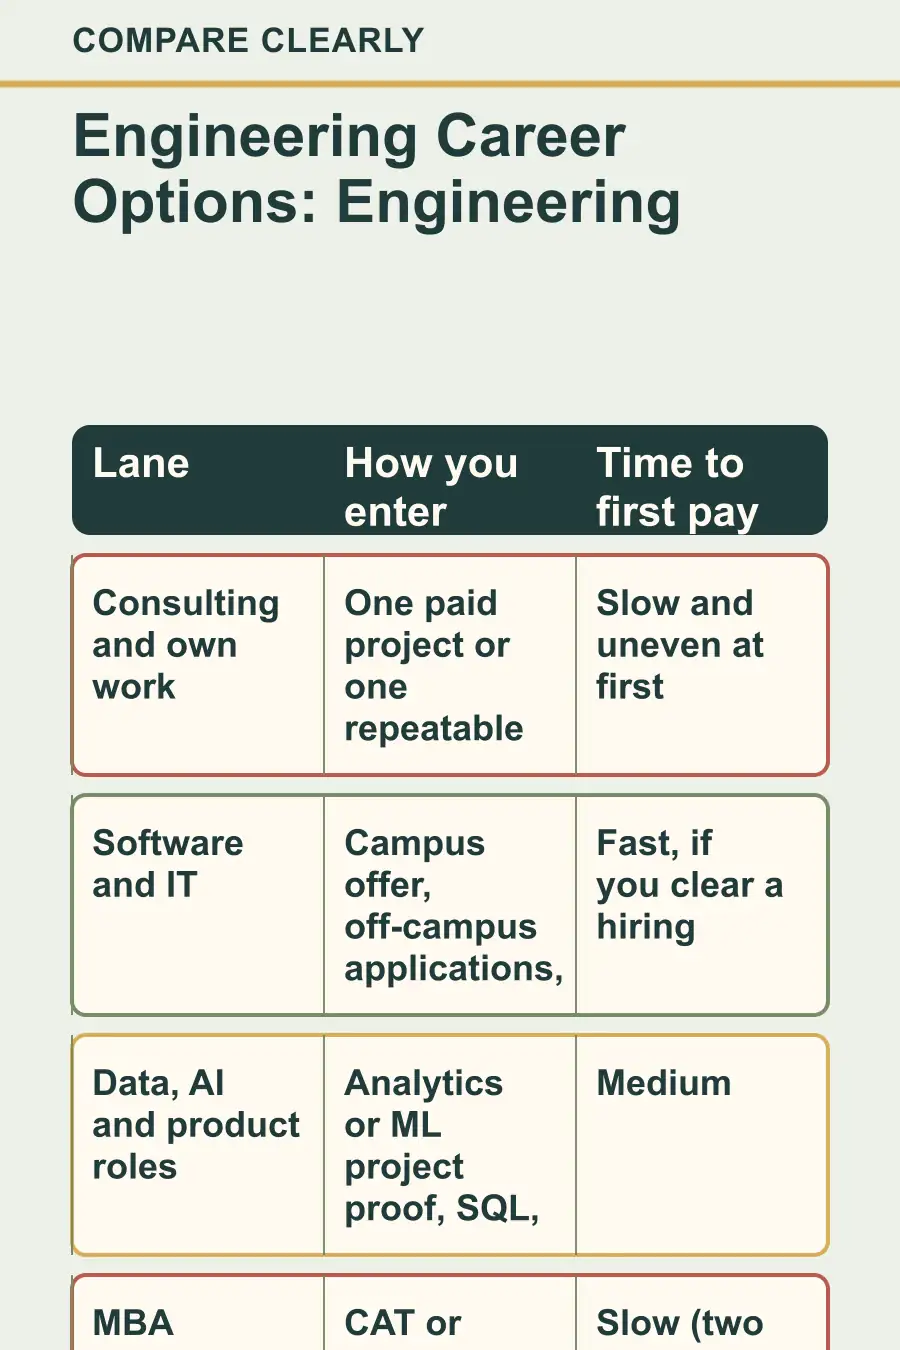 COMPARE CLEARLY
Engineering Career
Options: Engineering
Lane
How you
enter
Time to
first pay
Consulting
and own
work
One paid
project or
one
repeatable
Slow and
uneven at
first
Software
and IT
Campus
offer,
off-campus
applications,
Fast, if
you clear a
hiring
Data, AI
and product
roles
Analytics
or ML
project
proof, SQL,
Medium
MBA
CAT or
Slow (two